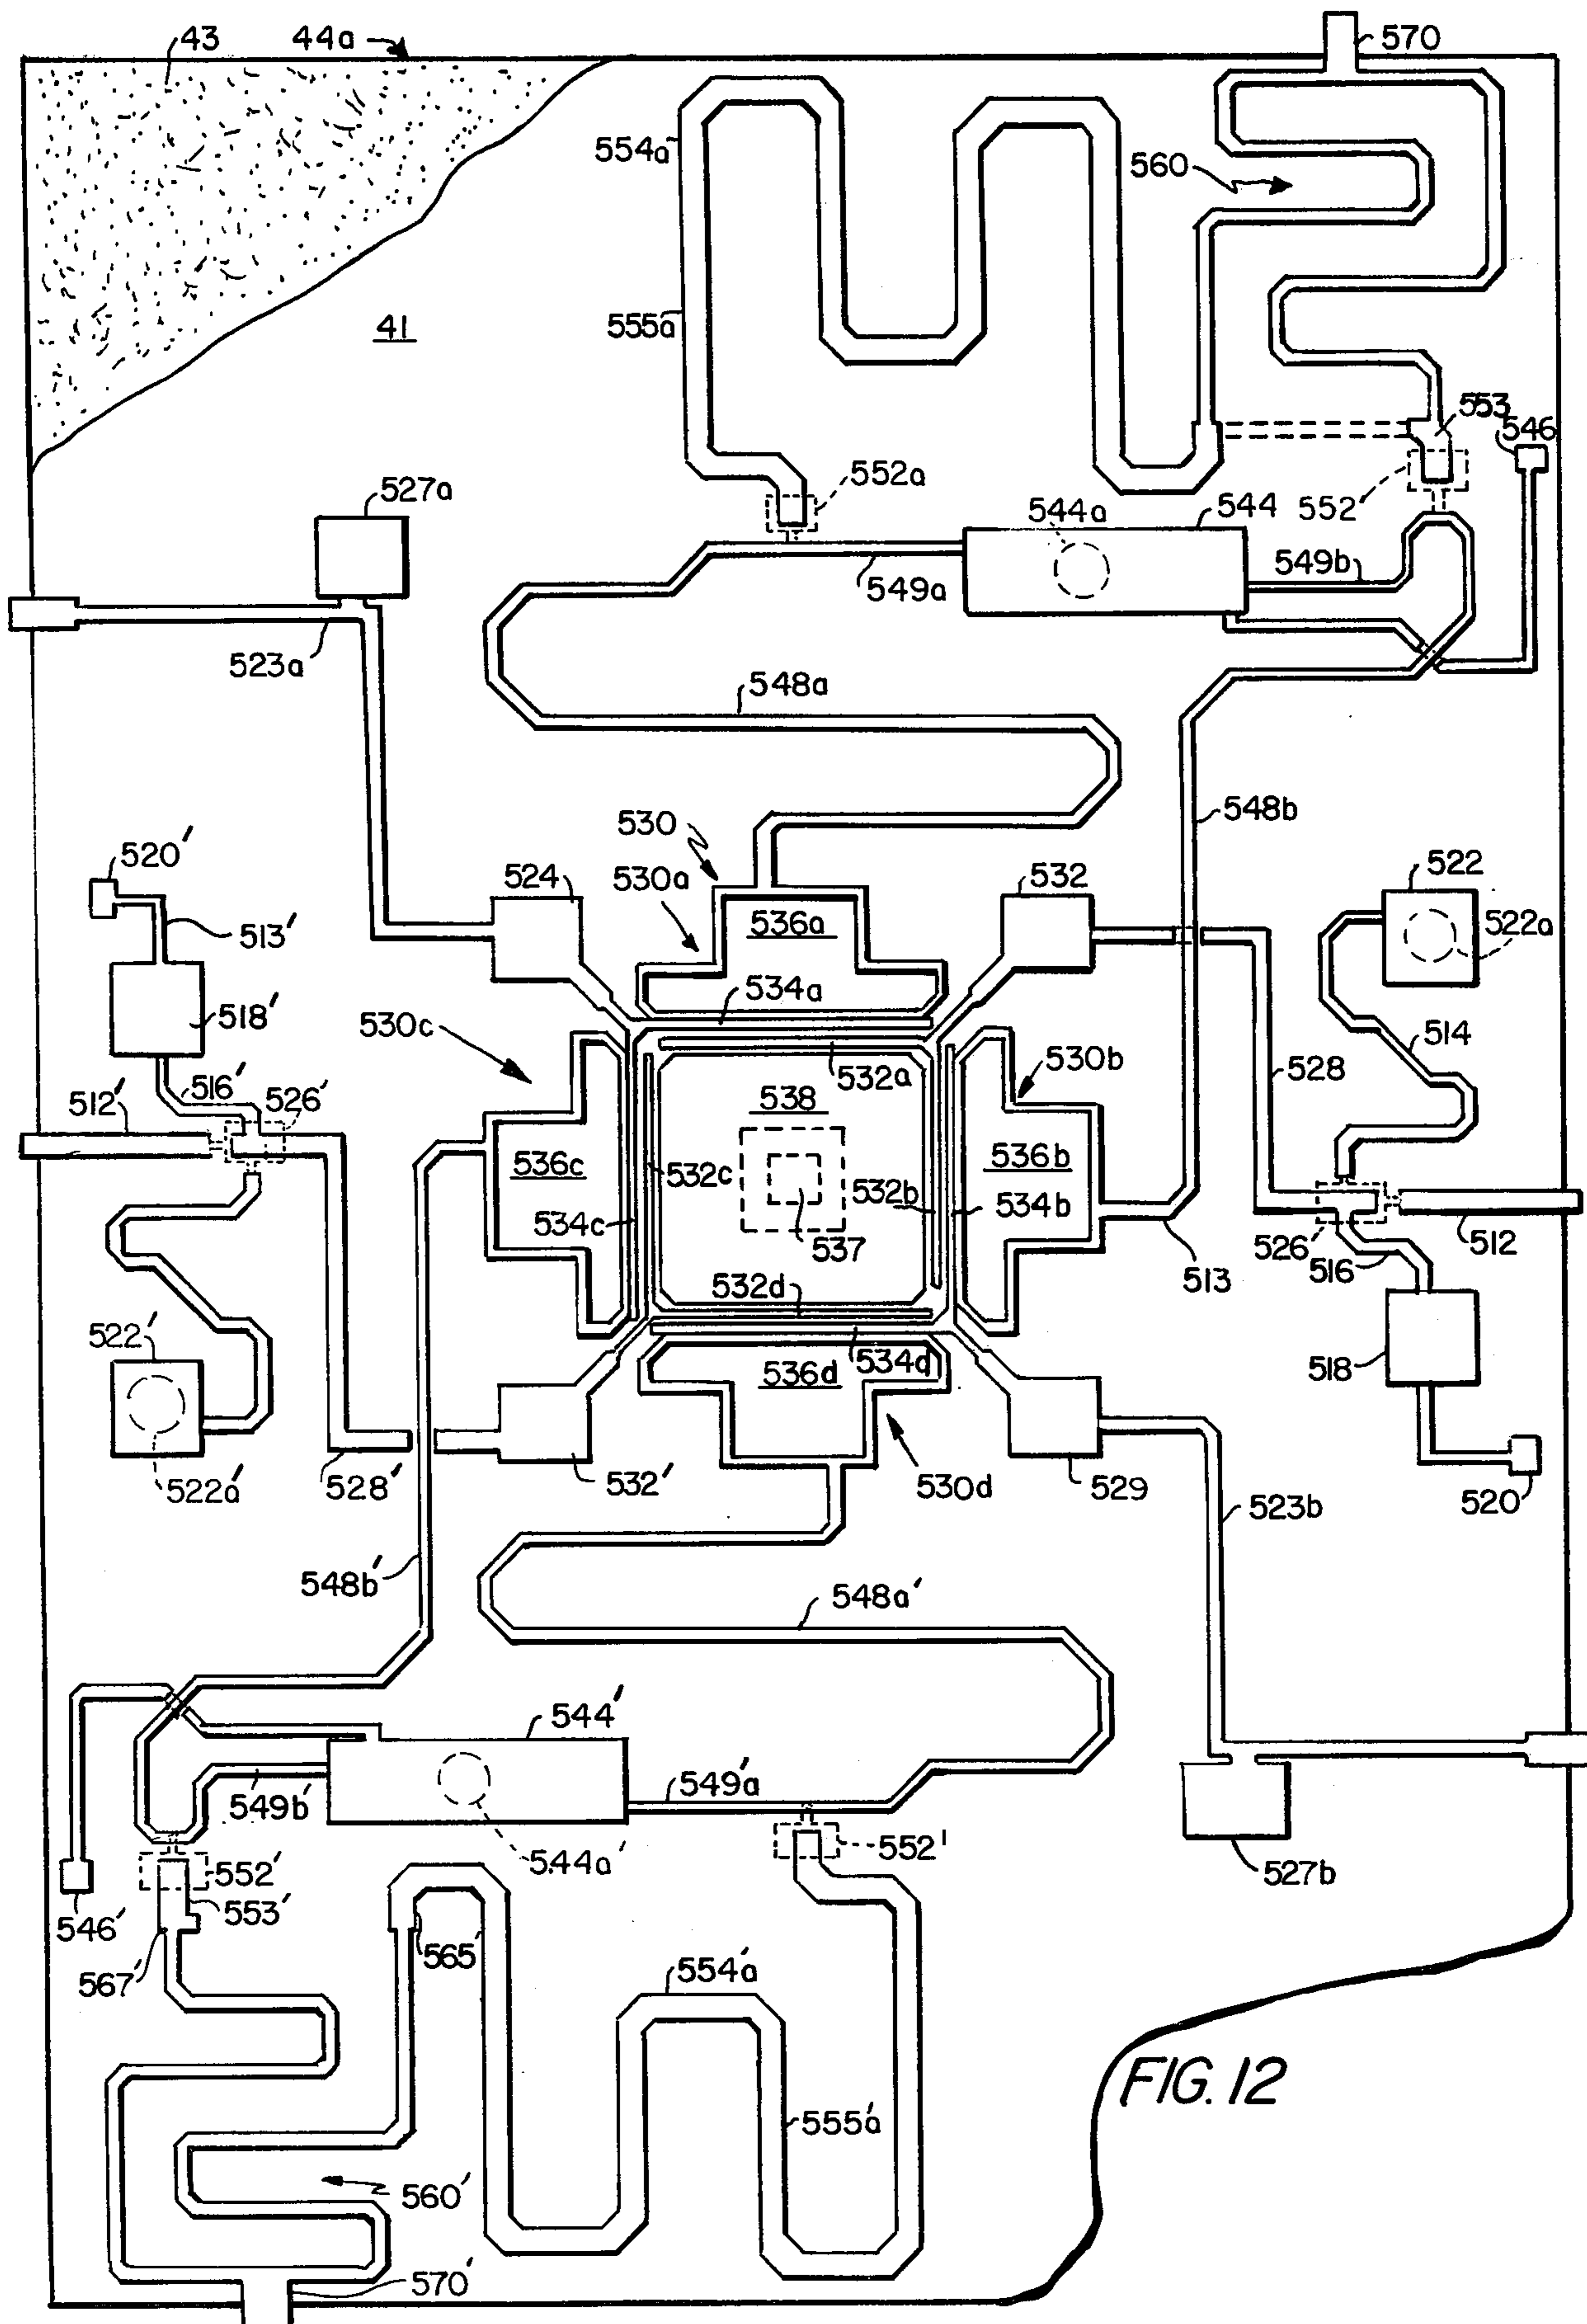 43
44a
570
554a
560
555a
41
553
546
527a
552a
552
544a
544
549a
549b
523a
548a
548b
530
530a
524
532
522
520'
536a
522a
513'
534a
518'
530c
530b
514
528
532a
516'
526'
512'
538
536c
532c
536b
532b
534b
534c
537
526
516
512
513
532d
534d
522'
536d
518
522a'
528'
532'
530d
529
520
523b
548b'
548a'
544'
549'a
549b'
544a'
552'
552'
527b
546'
553'
567'
565'
554'a
FIG. 12
555'a
560'
570'